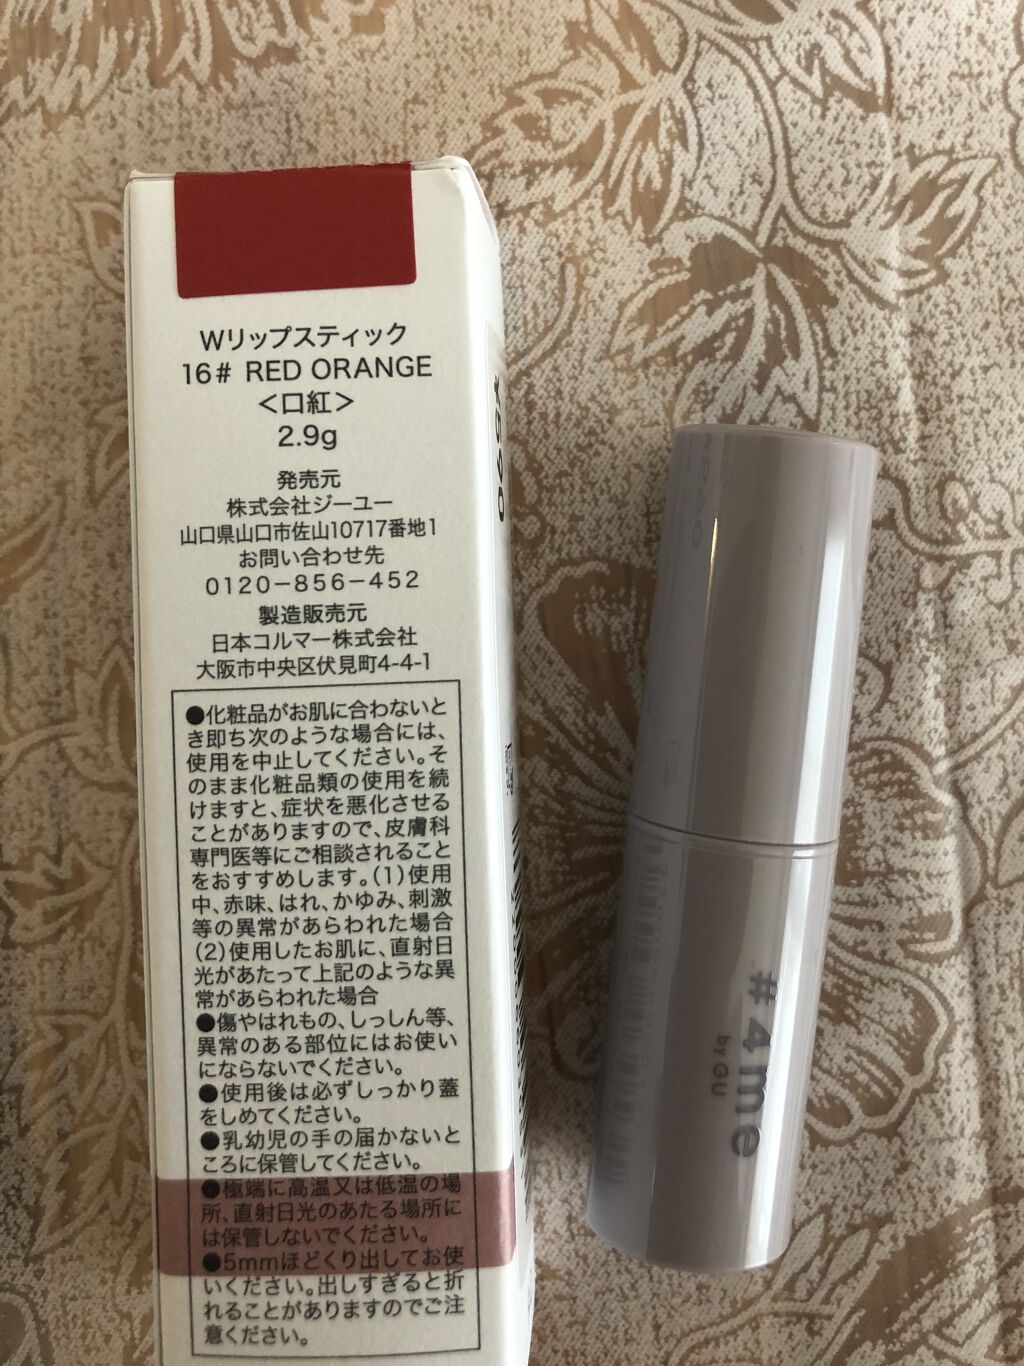 Wリップスティック
16# RED ORANGE
＜口紅＞
2.9g
発売元
株式会社ジーユー
山口県山口市佐山10717番地1
お問い合わせ先
0120−856−452
製造販売元
日本コルマー株式会社
大阪市中央区伏見町4-4-1
●化粧品がお肌に合わないと
き即ち次のような場合には、
使用を中止してください。そ
のまま化粧品類の使用を続
けますと、症状を悪化させる
ことがありますので、皮膚科
専門医等にご相談されること
をおすすめします。(1)使用
中、赤味、はれ、かゆみ、刺激
等の異常があらわれた場合
(2)使用したお肌に、直射日
光があたって上記のような異
常があらわれた場合
●傷やはれもの、しっしん等、
異常のある部位にはお使い
にならないでください。
●使用後は必ずしっかり蓋
をしめてください。
●乳幼児の手の届かないと
ころに保管してください。
●極端に高温又は低温の場
所、直射日光のあたる場所に
は保管しないでください。
●5mmほどくり出してお使
いください。出しすぎると折
れることがありますのでご注
意ください。
#4me
by GU